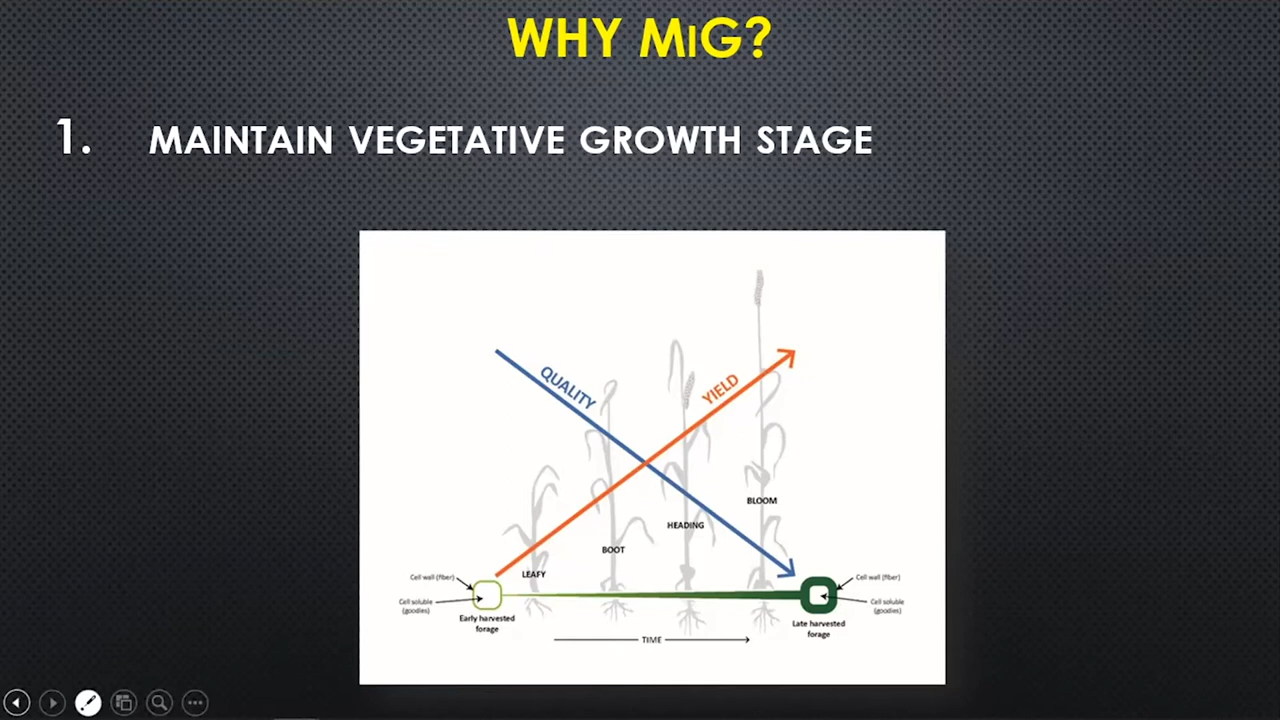 WHY MiG?
1. MAINTAIN VEGETATIVE GROWTH STAGE
QUALITY
YIELD
BLOOM
HEADING
BOOT
LEAFY
Cell wall (fiber)
Cell soluble
(goodies)
Early harvested
forage
Cell wall (fiber)
Cell soluble
(goodies)
Late harvested
forage
TIME